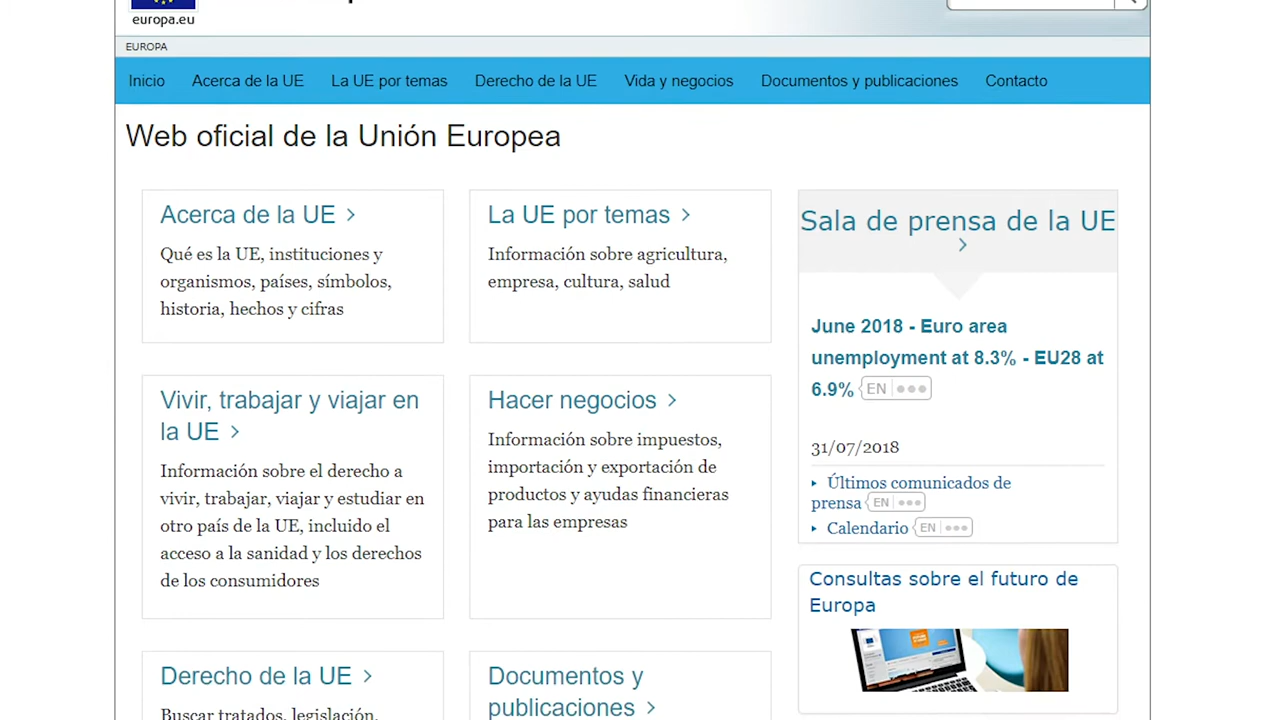 europa.eu
EUROPA
Inicio Acerca de la UE La UE por temas Derecho de la UE Vida y negocios Documentos y publicaciones Contacto
Web oficial de la Unión Europea
Acerca de la UE
Qué es la UE, instituciones y
organismos, países, símbolos,
historia, hechos y cifras
La UE por temas
Información sobre agricultura,
empresa, cultura, salud
Vivir, trabajar y viajar en
la UE
Información sobre el derecho a
vivir, trabajar, viajar y estudiar en
otro país de la UE, incluido el
acceso a la sanidad y los derechos
de los consumidores
Hacer negocios
Información sobre impuestos,
importación y exportación de
productos y ayudas financieras
para las empresas
Derecho de la UE
Buscar tratados, legislación,
Documentos y
publicaciones
Sala de prensa de la UE
June 2018 - Euro area
unemployment at 8.3% - EU28 at
6.9% EN
31/07/2018
Últimos comunicados de
prensa EN
Calendario EN
Consultas sobre el futuro de
Europa